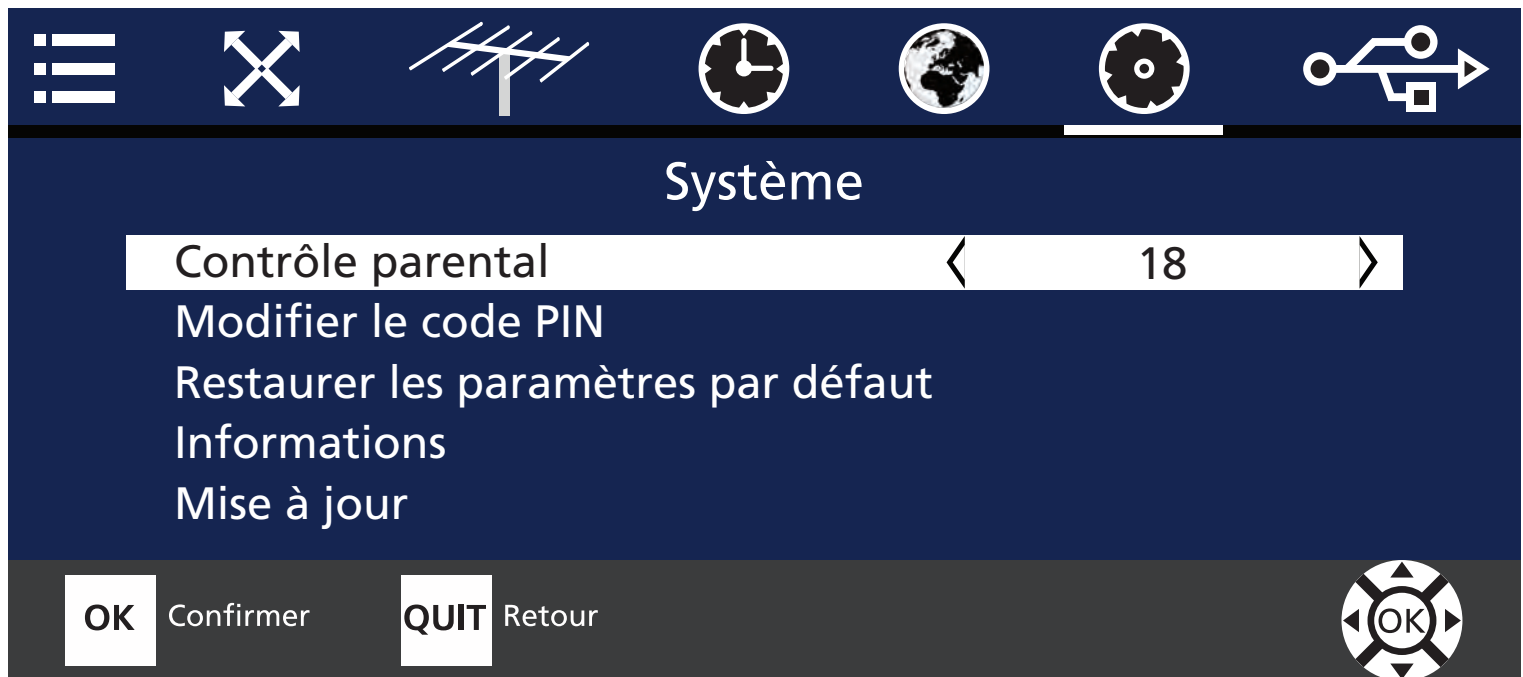 Système
Contrôle parental 18
Modifier le code PIN
Restaurer les paramètres par défaut
Informations
Mise à jour
OK Confirmer QUIT Retour OK